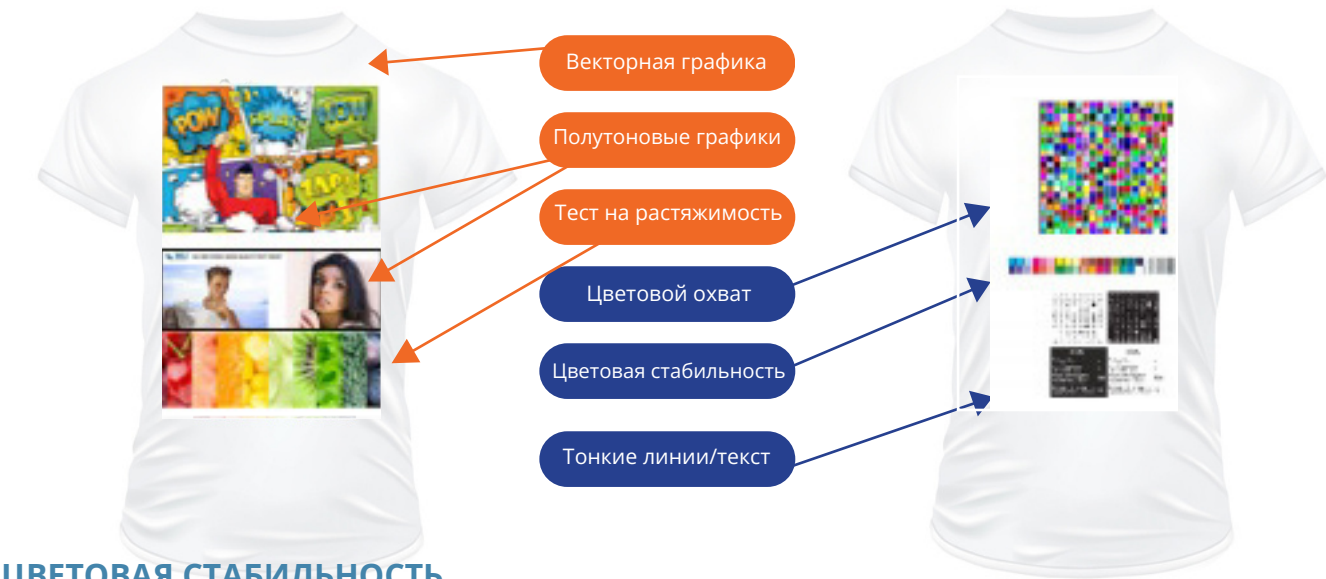 Векторная графика
Полутоновые графики
Тест на растяжимость
Цветовой охват
Цветовая стабильность
Тонкие линии/текст
POW
WOW
ZAP!
ЦВЕТОВАЯ СТАБИЛЬНОСТЬ